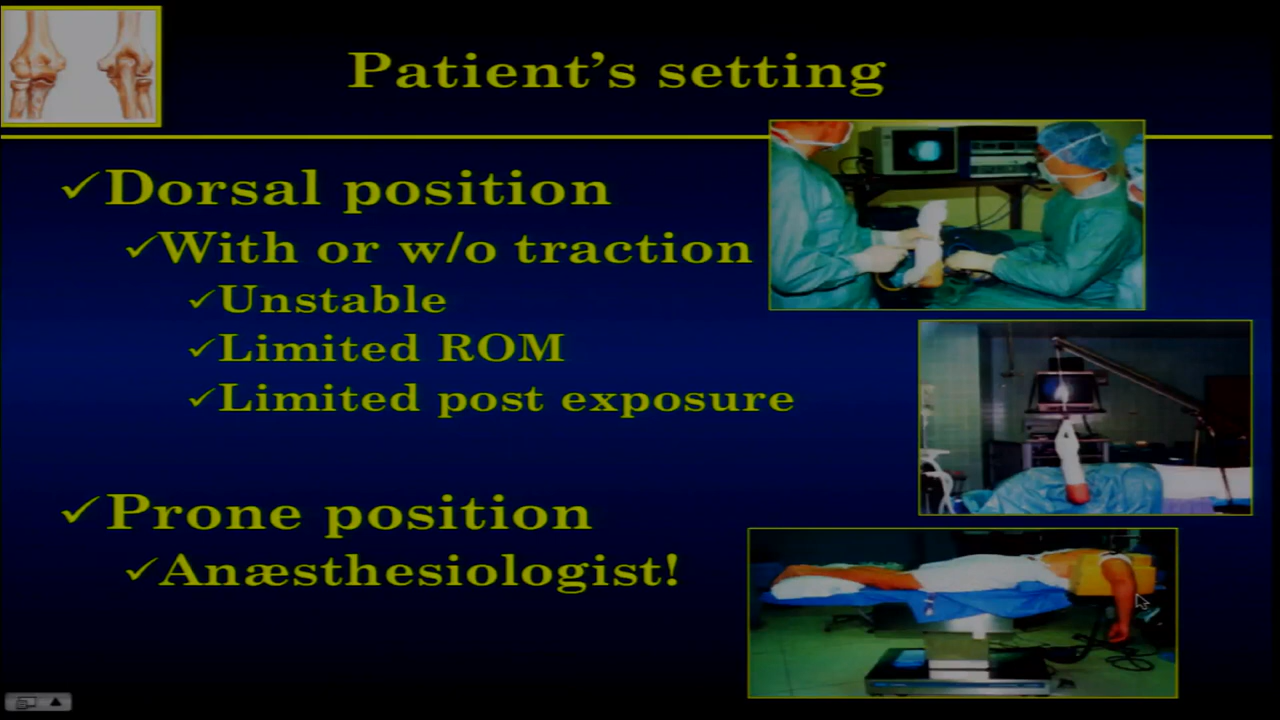 Patient’s setting
✓Dorsal position
✓With or w/o traction
✓Unstable
✓Limited ROM
✓Limited post exposure
✓Prone position
✓Anæsthesiologist!